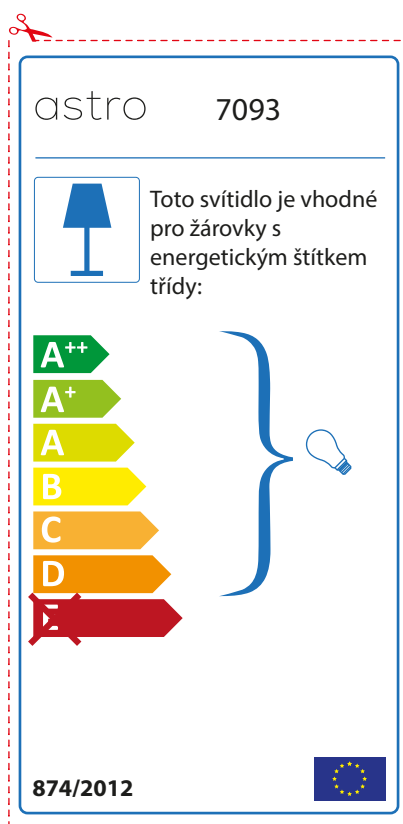 astro 7093
Toto svítidlo je vhodné
pro žárovky s
energetickým štítkem
třídy:
A++
A+
A
B
C
D
E
874/2012